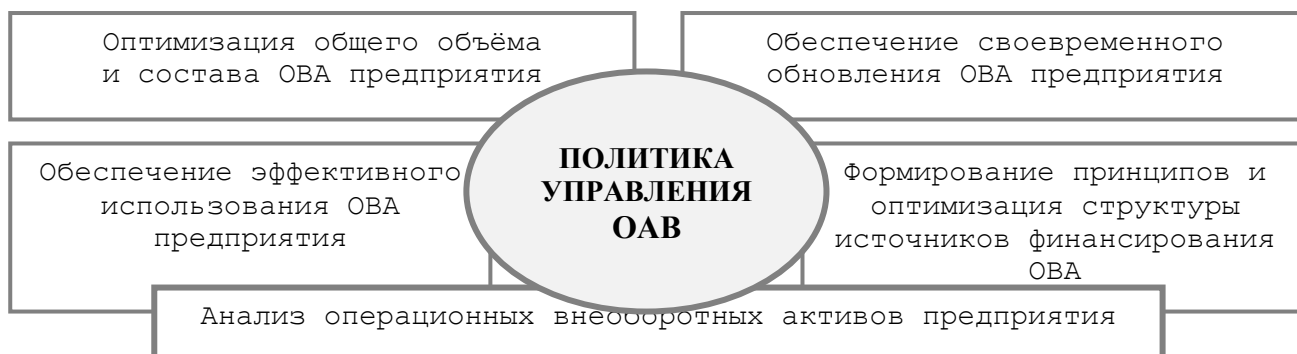 Оптимизация общего объёма
и состава ОВА предприятия
Обеспечение своевременного
обновления ОВА предприятия
Обеспечение эффективного
использования ОВА
предприятия
ПОЛИТИКА
УПРАВЛЕНИЯ
ОАВ
Формирование принципов и
оптимизация структуры
источников финансирования
ОВА
Анализ операционных внеоборотных активов предприятия